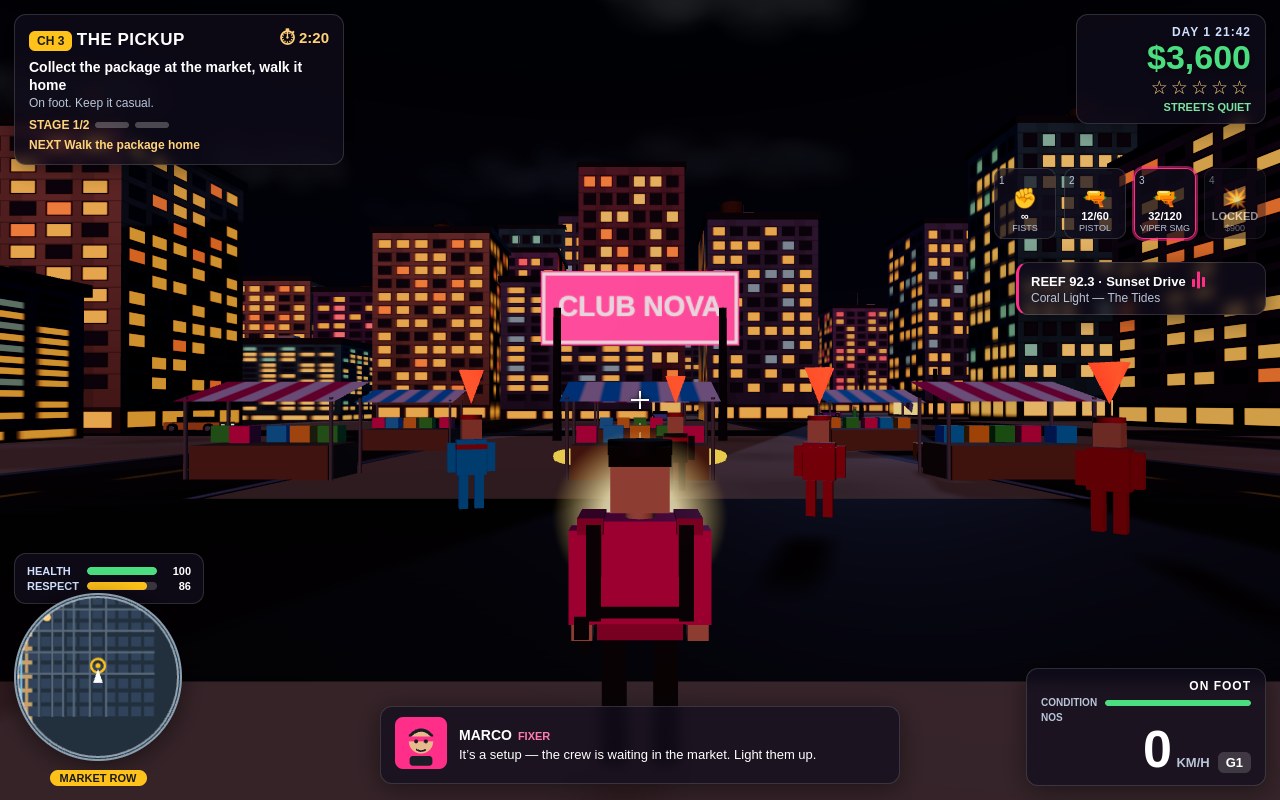 CH 3 THE PICKUP
2:20
Collect the package at the market, walk it
home
On foot. Keep it casual.
STAGE 1/2
NEXT Walk the package home
DAY 1 21:42
$3,600
STREETS QUIET
1
∞
FISTS
2
12/60
PISTOL
3
32/120
VIPER SMG
4
LOCKED
$900
REEF 92.3 · Sunset Drive
Coral Light — The Tides
CLUB NOVA
HEALTH 100
RESPECT 86
MARKET ROW
MARCO FIXER
It's a setup — the crew is waiting in the market. Light them up.
ON FOOT
CONDITION
NOS
0 KM/H G1